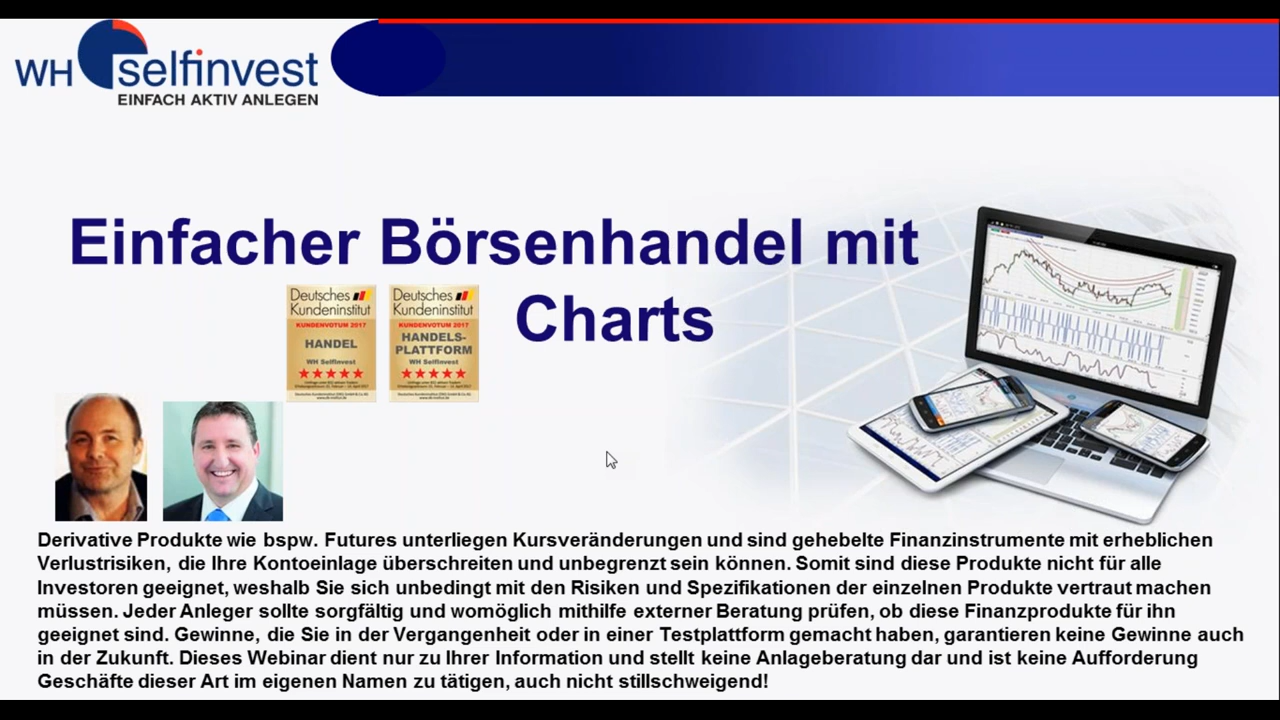 WH selfinvest
EINFACH AKTIV ANLEGEN
Einfacher Börsenhandel mit
Charts
Deutsches
Kundeninstitut
KUNDENVOTUM 2017
HANDEL
WH SelfInvest
Deutsches
Kundeninstitut
KUNDENVOTUM 2017
HANDELS-
PLATTFORM
WH SelfInvest
Derivative Produkte wie bspw. Futures unterliegen Kursveränderungen und sind gehebelte Finanzinstrumente mit erheblichen
Verlustrisiken, die Ihre Kontoeinlage überschreiten und unbegrenzt sein können. Somit sind diese Produkte nicht für alle
Investoren geeignet, weshalb Sie sich unbedingt mit den Risiken und Spezifikationen der einzelnen Produkte vertraut machen
müssen. Jeder Anleger sollte sorgfältig und womöglich mithilfe externer Beratung prüfen, ob diese Finanzprodukte für ihn
geeignet sind. Gewinne, die Sie in der Vergangenheit oder in einer Testplattform gemacht haben, garantieren keine Gewinne auch
in der Zukunft. Dieses Webinar dient nur zu Ihrer Information und stellt keine Anlageberatung dar und ist keine Aufforderung
Geschäfte dieser Art im eigenen Namen zu tätigen, auch nicht stillschweigend!